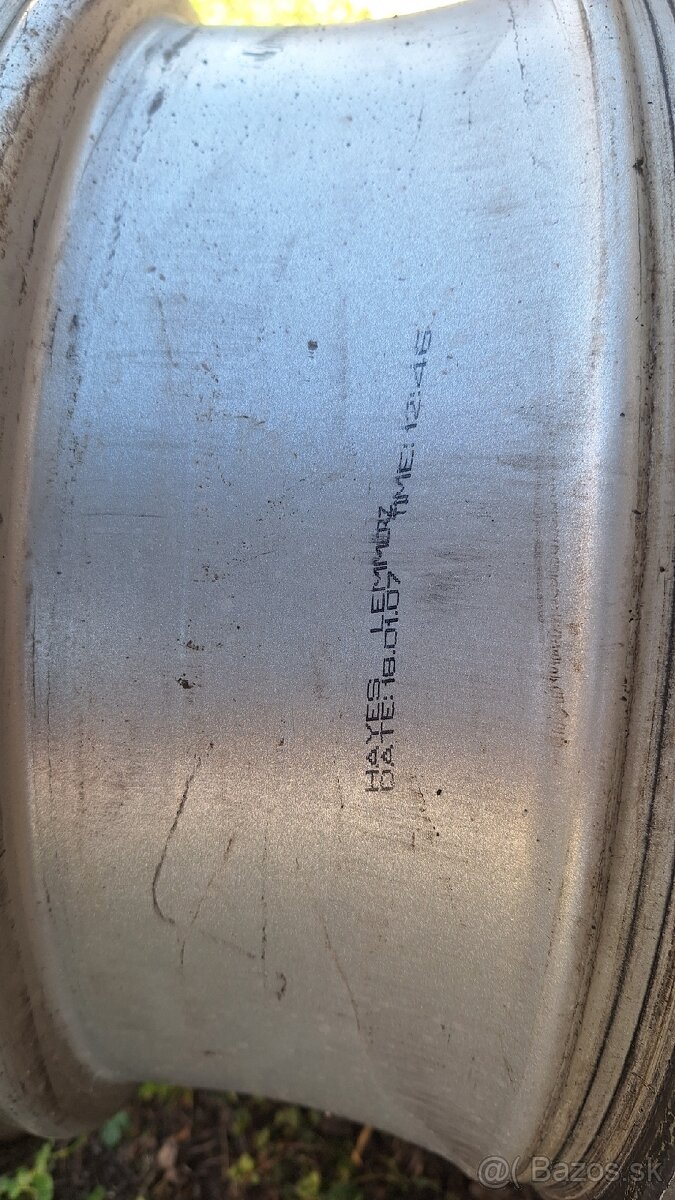 HAYES LEMMERZ
DATE: 18.01.07 TIME: 12:46
@( Bazos.sk